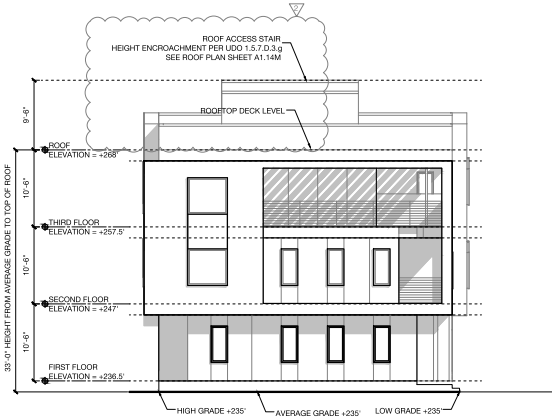 2
ROOF ACCESS STAIR
HEIGHT ENCROACHMENT PER UDO 1.5.7.D.3.g
SEE ROOF PLAN SHEET A1.14M
ROOFTOP DECK LEVEL
9'-6"
ROOF
ELEVATION = +268'
10'-6"
THIRD FLOOR
ELEVATION = +257.5'
10'-6"
SECOND FLOOR
ELEVATION = +247'
10'-6"
FIRST FLOOR
ELEVATION = +236.5'
33'-0" HEIGHT FROM AVERAGE GRADE TO TOP OF ROOF
HIGH GRADE +235'
AVERAGE GRADE +235'
LOW GRADE +235'